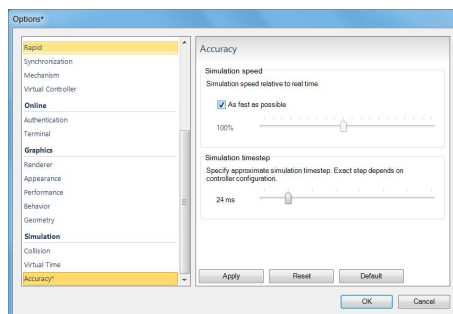 Options*
Rapid
Synchronization
Mechanism
Virtual Controller
Online
Authentication
Terminal
Graphics
Renderer
Appearance
Performance
Behavior
Geometry
Simulation
Collision
Virtual Time
Accuracy*
Accuracy
Simulation speed
Simulation speed relative to real time.
As fast as possible
100%
Simulation timestep
Specify approximate simulation timestep. Exact step depends on
controller configuration.
24 ms
Apply Reset Default
OK Cancel